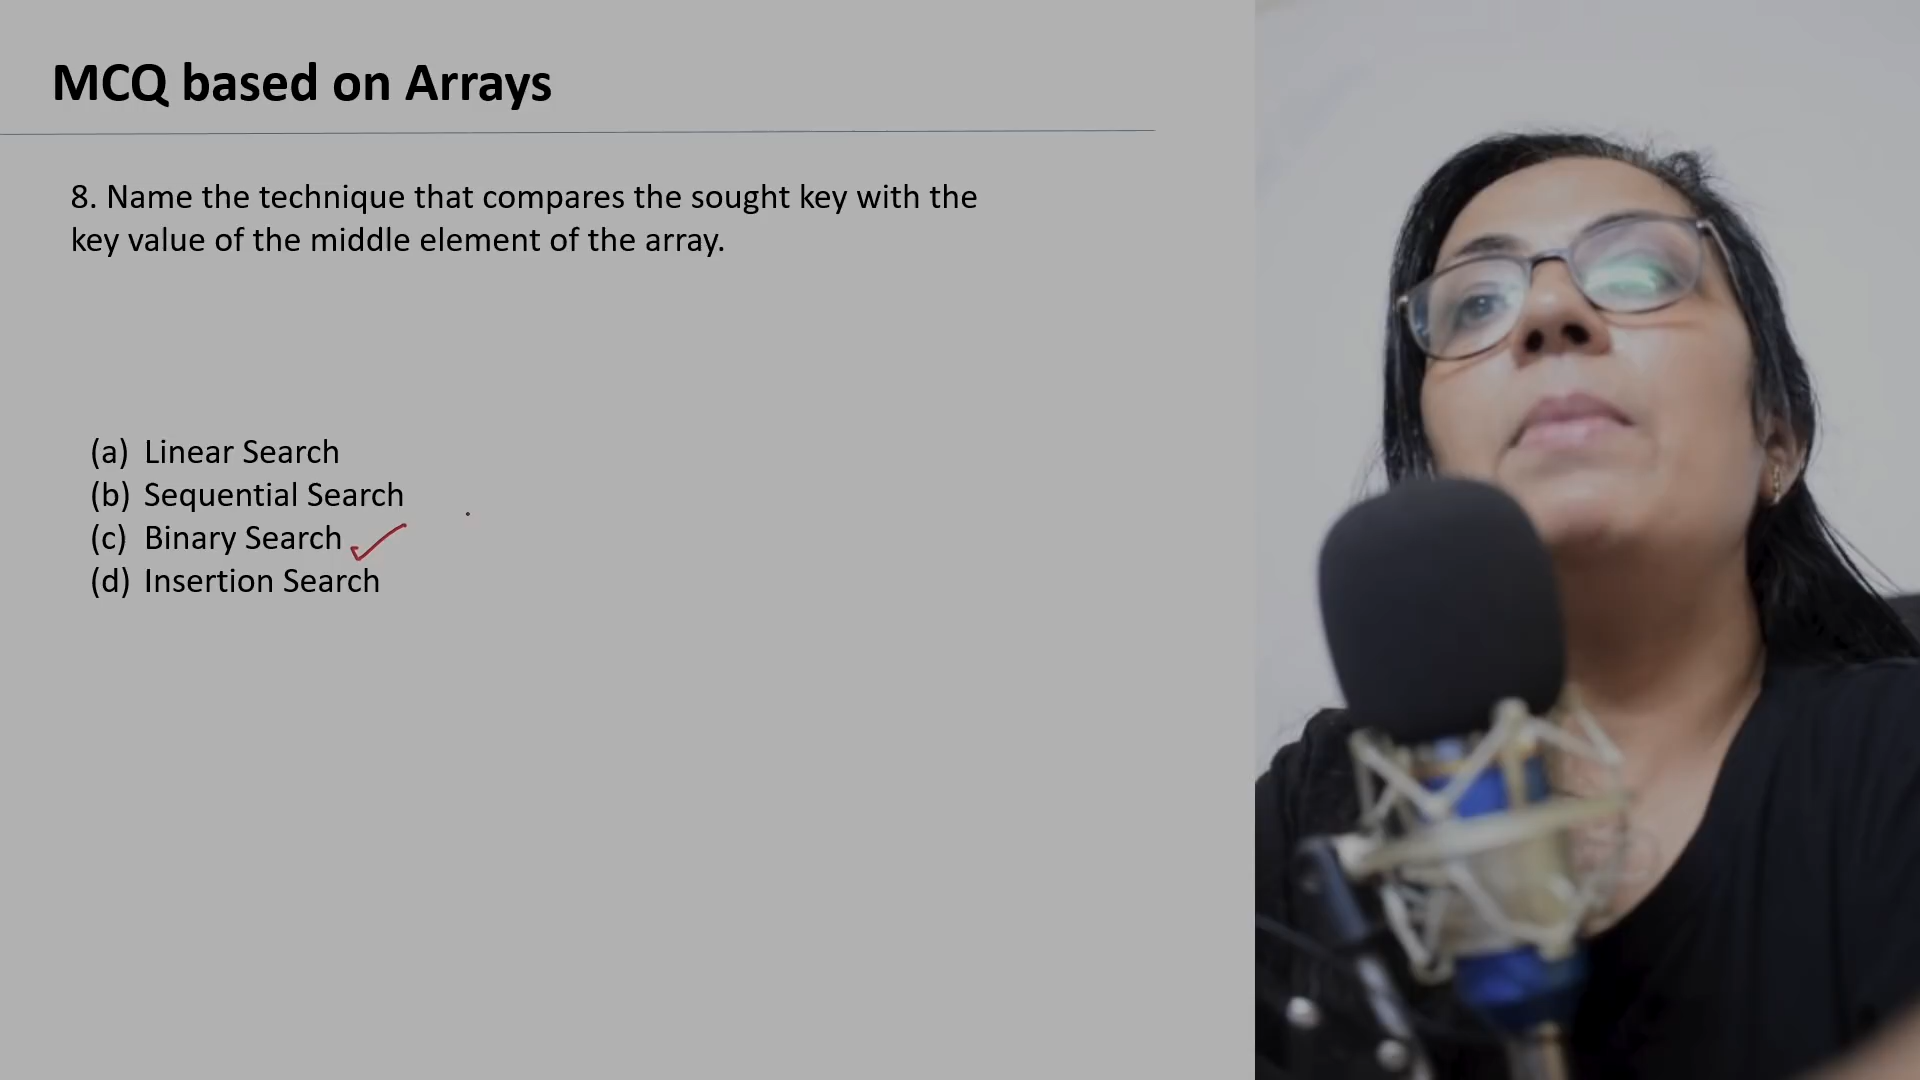 MCQ based on Arrays
8. Name the technique that compares the sought key with the
key value of the middle element of the array.
(a) Linear Search
(b) Sequential Search
(c) Binary Search
(d) Insertion Search